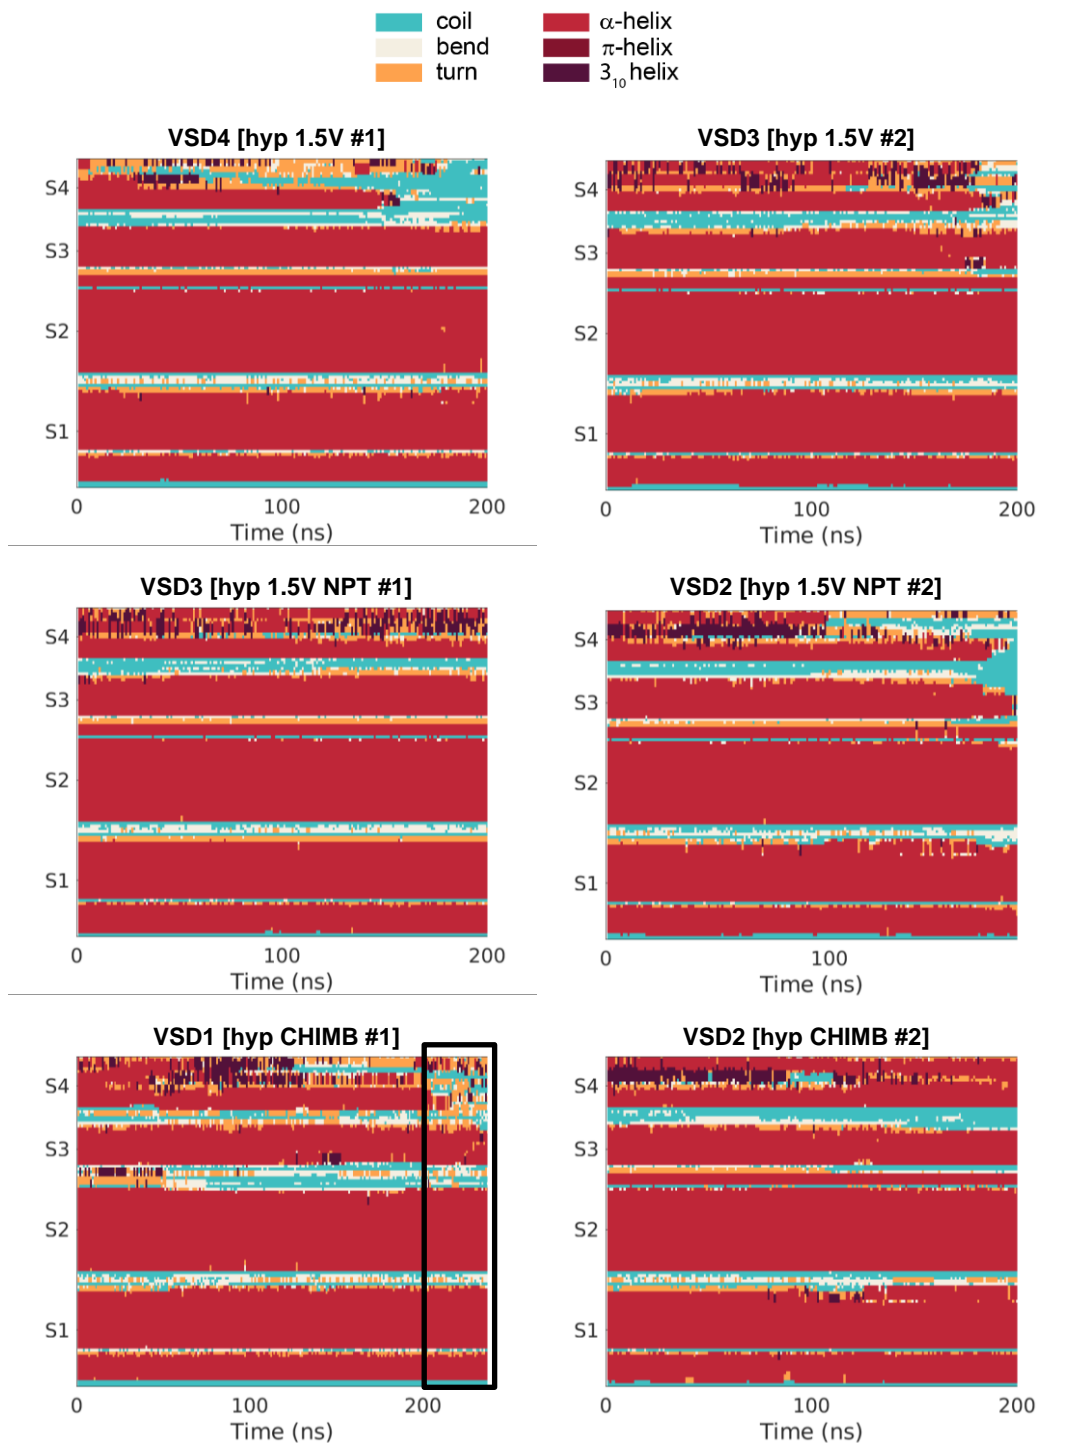 coil α-helix
bend π-helix
turn 3₁₀ helix
VSD4 [hyp 1.5V #1] VSD3 [hyp 1.5V #2]
S4 S4
S3 S3
S2 S2
S1 S1
0 100 200 0 100 200
Time (ns) Time (ns)
VSD3 [hyp 1.5V NPT #1] VSD2 [hyp 1.5V NPT #2]
S4 S4
S3 S3
S2 S2
S1 S1
0 100 200 0 100
Time (ns) Time (ns)
VSD1 [hyp CHIMB #1] VSD2 [hyp CHIMB #2]
S4 S4
S3 S3
S2 S2
S1 S1
0 200 0 100 200
Time (ns) Time (ns)